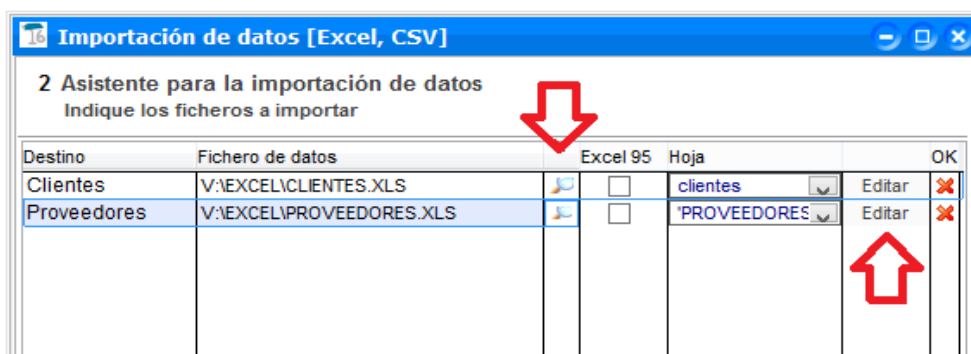 T6 Importación de datos [Excel, CSV]
2 Asistente para la importación de datos
Indique los ficheros a importar
Destino Fichero de datos Excel 95 Hoja OK
Clientes V:\EXCEL\CLIENTES.XLS clientes Editar
Proveedores V:\EXCEL\PROVEEDORES.XLS 'PROVEEDORES Editar